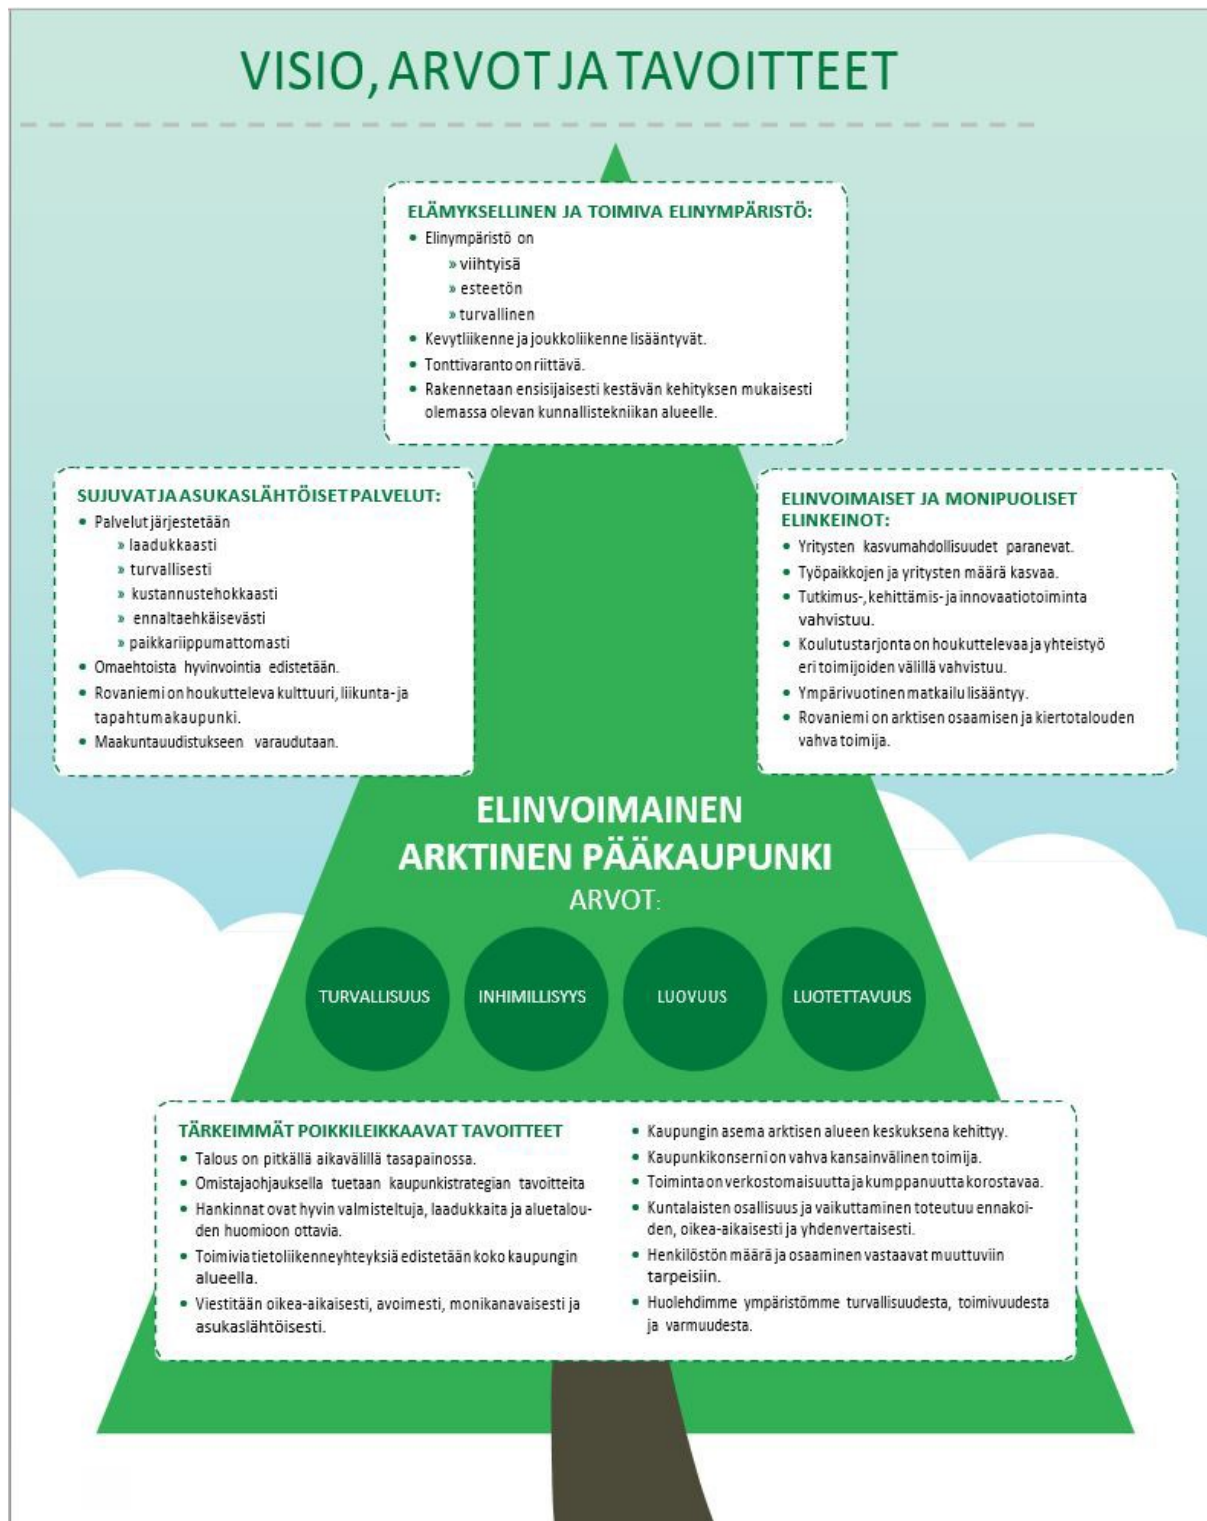 VISIO, ARVOT JA TAVOITTEET
ELÄMYKSELLINEN JA TOIMIVA ELINYMPÄRISTÖ:
• Elinympäristö on
» viihtyisä
» esteetön
» turvallinen
• Kevytliikenne ja joukkoliikenne lisääntyvät.
• Tonttivaranto on riittävä.
• Rakennetaan ensisijaisesti kestävän kehityksen mukaisesti
olemassa olevan kunnallistekniikan alueelle.
SUJUVAT JA ASUKASLÄHTÖISET PALVELUT:
• Palvelut järjestetään
» laadukkaasti
» turvallisesti
» kustannustehokkaasti
» ennaltaehkäisevästi
» paikkariippumattomasti
• Omaehtoista hyvinvointia edistetään.
• Rovaniemi on houkutteleva kulttuuri, liikunta- ja
tapahtumakaupunki.
• Maakuntauudistukseen varaudutaan.
ELINVOIMAISET JA MONIPUOLISET
ELINKEINOT:
• Yritysten kasvumahdollisuudet paranevat.
• Työpaikkojen ja yritysten määrä kasvaa.
• Tutkimus-, kehittämis- ja innovaatiotoiminta
vahvistuu.
• Koulutustarjonta on houkuttelevaa ja yhteistyö
eri toimijoiden välillä vahvistuu.
• Ympärivuotinen matkailu lisääntyy.
• Rovaniemi on arktisen osaamisen ja kiertotalouden
vahva toimija.
ELINVOIMAINEN
ARKTINEN PÄÄKAUPUNKI
ARVOT:
TURVALLISUUS
INHIMILLISYYS
LUOVUUS
LUOTETTAVUUS
TÄRKEIMMÄT POIKKILEIKKAAVAT TAVOITTEET
• Talous on pitkällä aikavälillä tasapainossa.
• Omistajaohjauksella tuetaan kaupunkistrategian tavoitteita
• Hankinnat ovat hyvin valmisteltuja, laadukkaita ja aluetalou-
den huomioon ottavia.
• Toimivia tietoliikenneyhteyksiä edistetään koko kaupungin
alueella.
• Viestitään oikea-aikaisesti, avoimesti, monikanavaisesti ja
asukaslähtöisesti.
• Kaupungin asema arktisen alueen keskuksena kehittyy.
• Kaupunkikonserni on vahva kansainvälinen toimija.
• Toiminta on verkostomaisuutta ja kumppanuutta korostavaa.
• Kuntalaisten osallisuus ja vaikuttaminen toteutuu ennakoi-
den, oikea-aikaisesti ja yhdenvertaisesti.
• Henkilöstön määrä ja osaaminen vastaavat muuttuviin
tarpeisiin.
• Huolehdimme ympäristömme turvallisuudesta, toimivuudesta
ja varmuudesta.